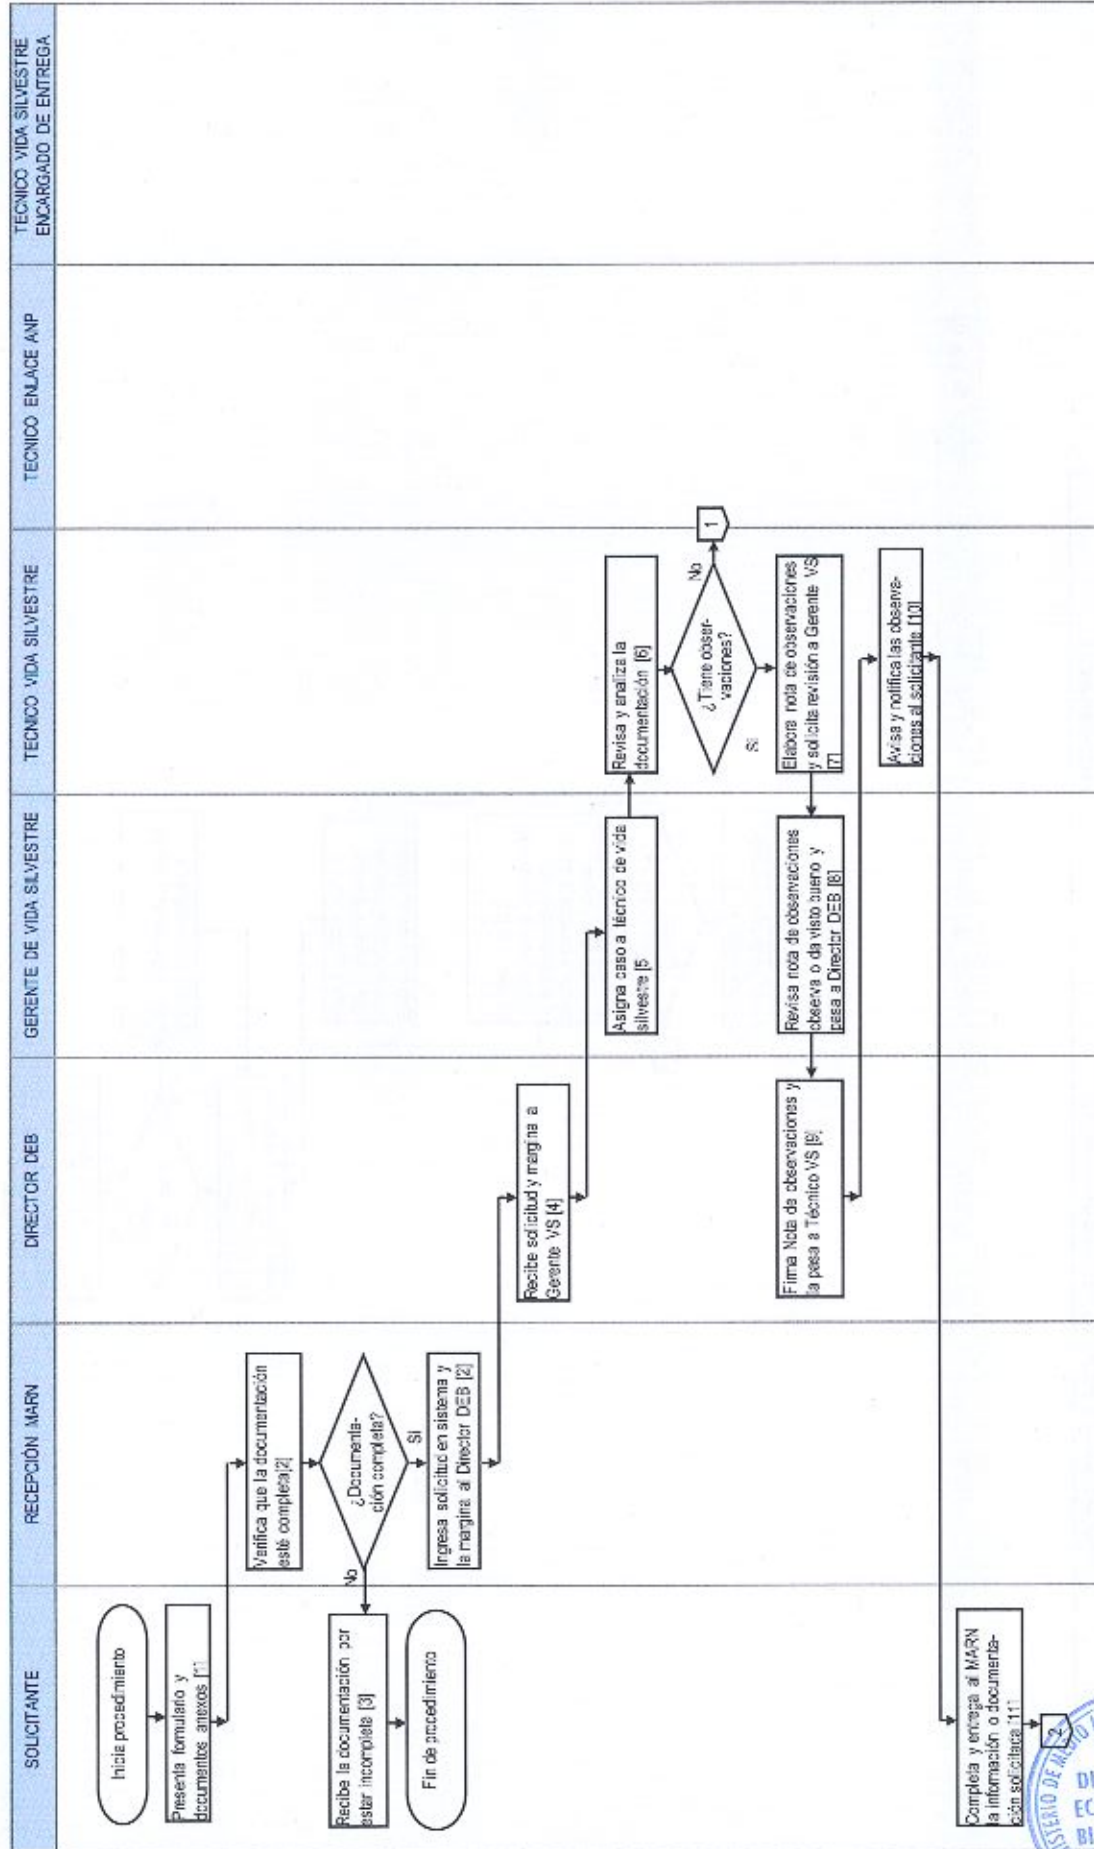 SOLICITANTE
RECEPCIÓN MARN
DIRECTOR DEB
GERENTE DE VIDA SILVESTRE
TECNICO VIDA SILVESTRE
TECNICO ENLACE ANP
TECNICO VIDA SILVESTRE
ENCARGADO DE ENTREGA
Inicia procedimiento
Presenta formulario y
documentos anexos [1]
Verifica que la documentación
esté completa[2]
¿Documenta-
ción completa?
No
Si
Recibe la documentación por
estar incompleta [3]
Fin de procedimiento
Ingresa solicitud en sistema y
la margina al Director DEB [2]
Recibe solicitud y margina a
Gerente VS [4]
Asigna caso a técnico de vida
silvestre [5
Revisa y analiza la
documentación [6]
¿Tiene obser-
vaciones?
No
1
Si
Elabora nota de observaciones
y solicita revisión a Gerente VS
[7]
Revisa nota de observaciones
observa o da visto bueno y
pasa a Director DEB [8]
Firma Nota de observaciones y
la pasa a Técnico VS [9]
Avisa y notifica las observa-
ciones al solicitante [10]
Completa y entrega al MARN
la información o documenta-
ción solicitada [11]
2